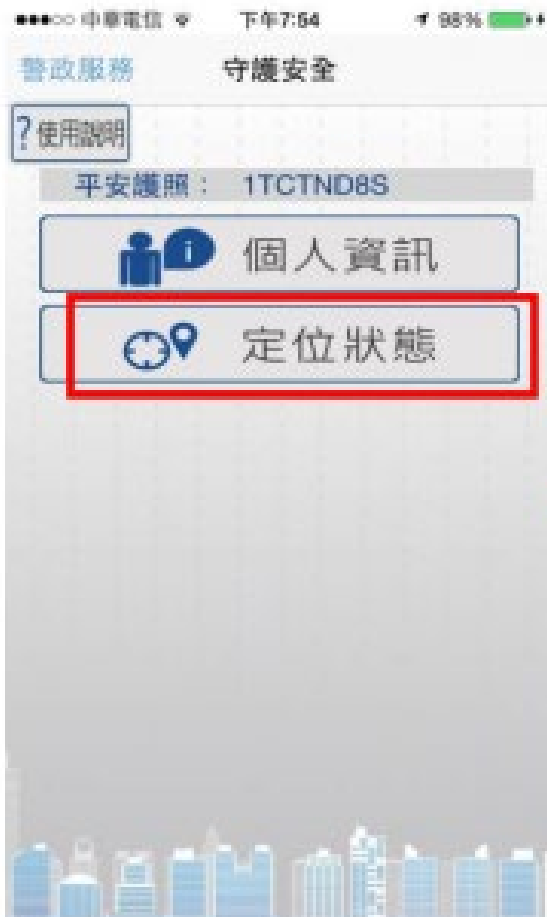 中華電信 下午7:54 98%
警政服務 守護安全
?使用說明
平安護照： 1TCTND8S
i 個人資訊
定位狀態